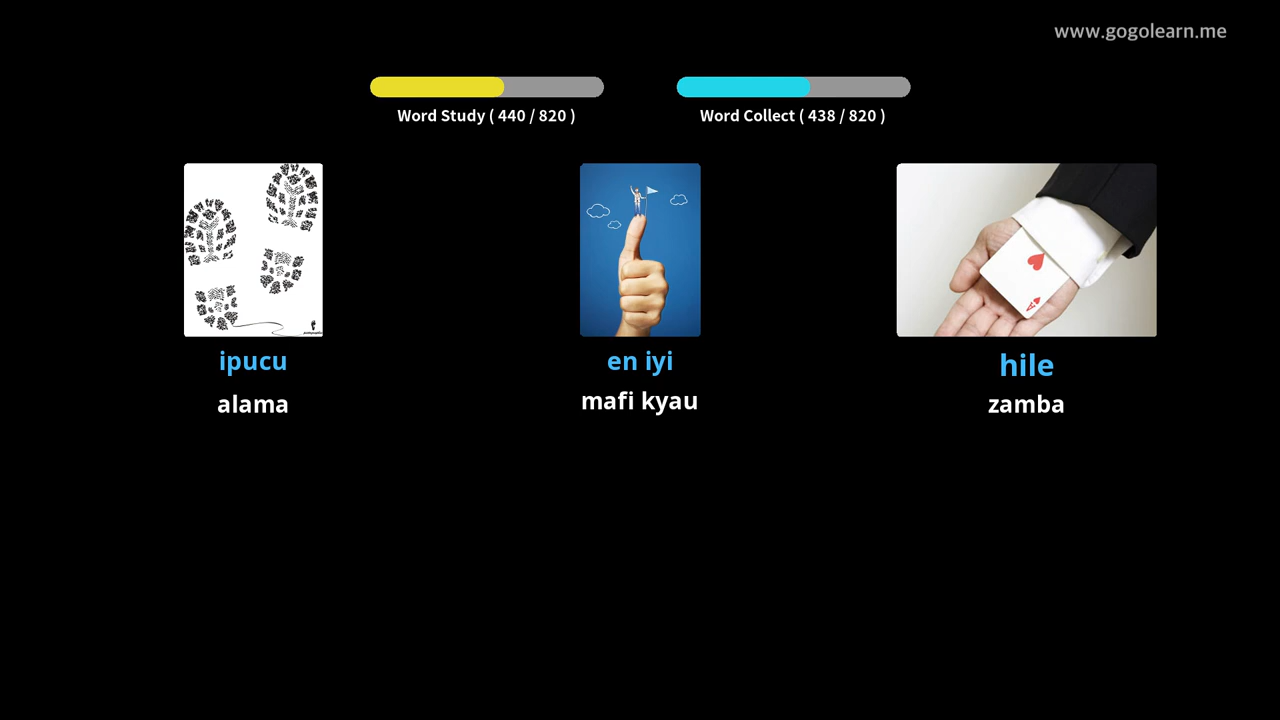 www.gogolearn.me
Word Study ( 440 / 820 )
Word Collect ( 438 / 820 )
ipucu
en iyi
hile
alama
mafi kyau
zamba